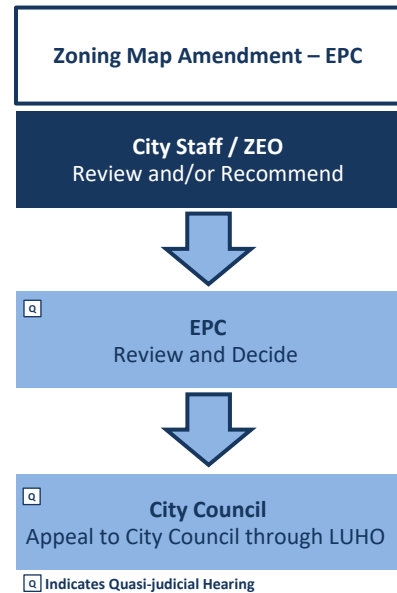 Zoning Map Amendment – EPC
City Staff / ZEO
Review and/or Recommend
Q
EPC
Review and Decide
Q
City Council
Appeal to City Council through LUHO
Q Indicates Quasi-judicial Hearing